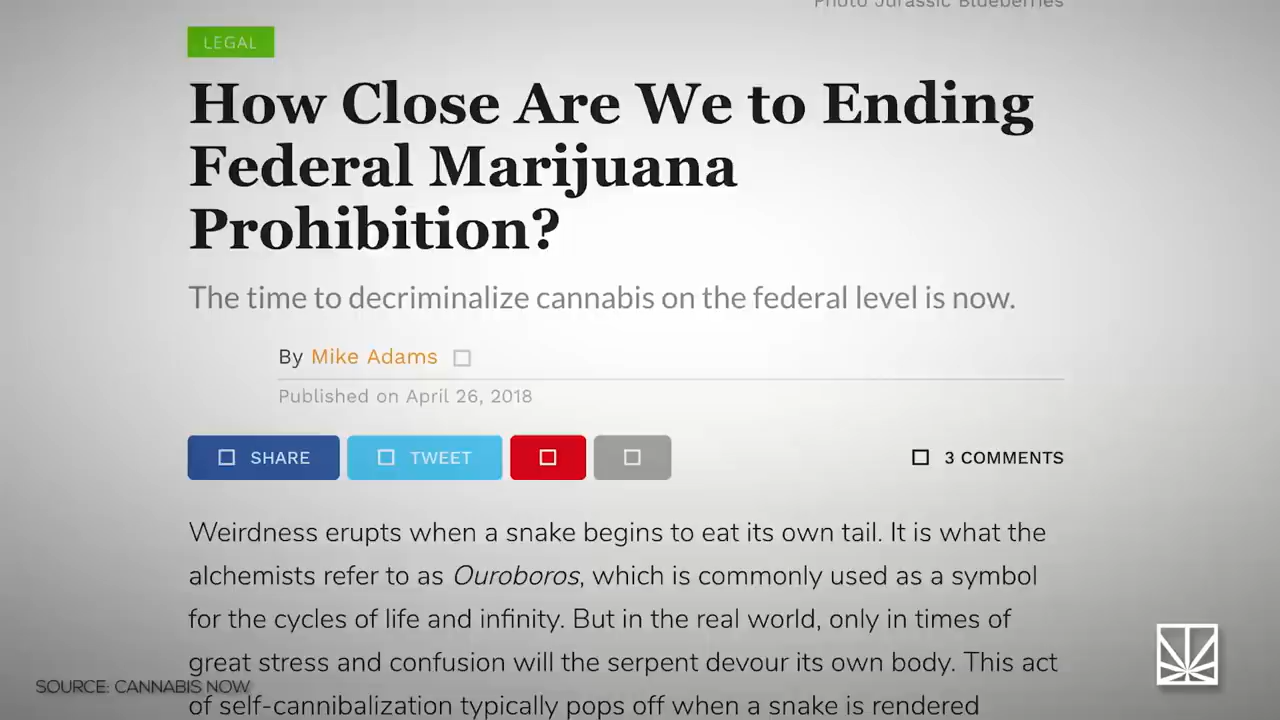 Photo Jurassic Blueberries
LEGAL
How Close Are We to Ending
Federal Marijuana
Prohibition?
The time to decriminalize cannabis on the federal level is now.
By Mike Adams
Published on April 26, 2018
SHARE
TWEET
3 COMMENTS
Weirdness erupts when a snake begins to eat its own tail. It is what the
alchemists refer to as Ouroboros, which is commonly used as a symbol
for the cycles of life and infinity. But in the real world, only in times of
great stress and confusion will the serpent devour its own body. This act
SOURCE: CANNABIS NOW
of self-cannibalization typically pops off when a snake is rendered